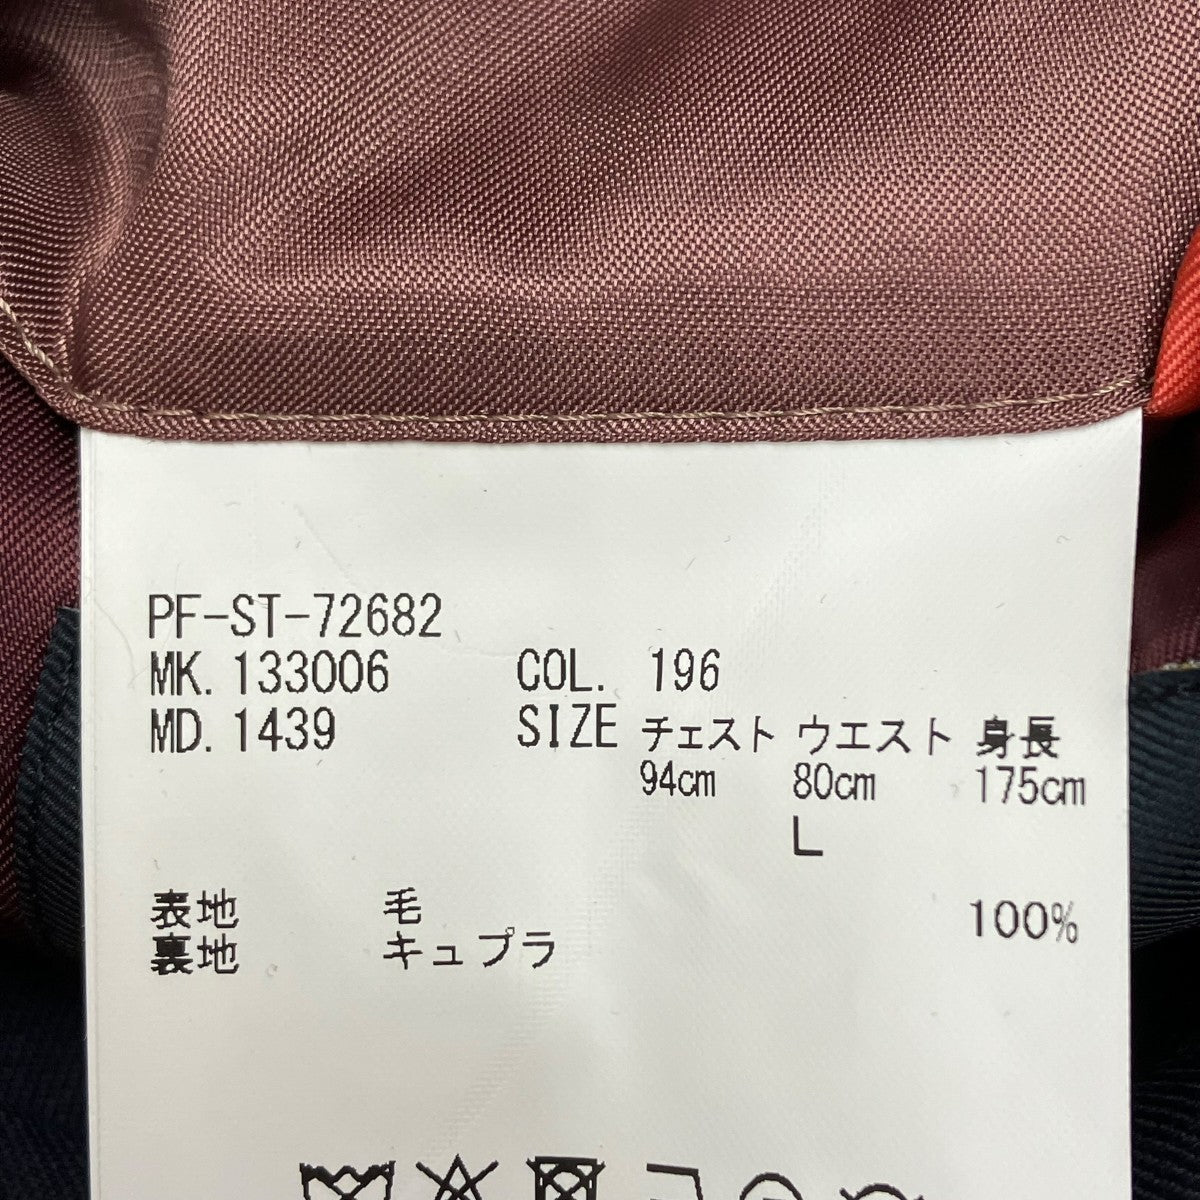 PF-ST-72682
MK. 133006 COL. 196
MD. 1439 SIZE チェスト ウエスト 身長
94cm 80cm 175cm
L
表地 毛 100%
裏地 キュプラ